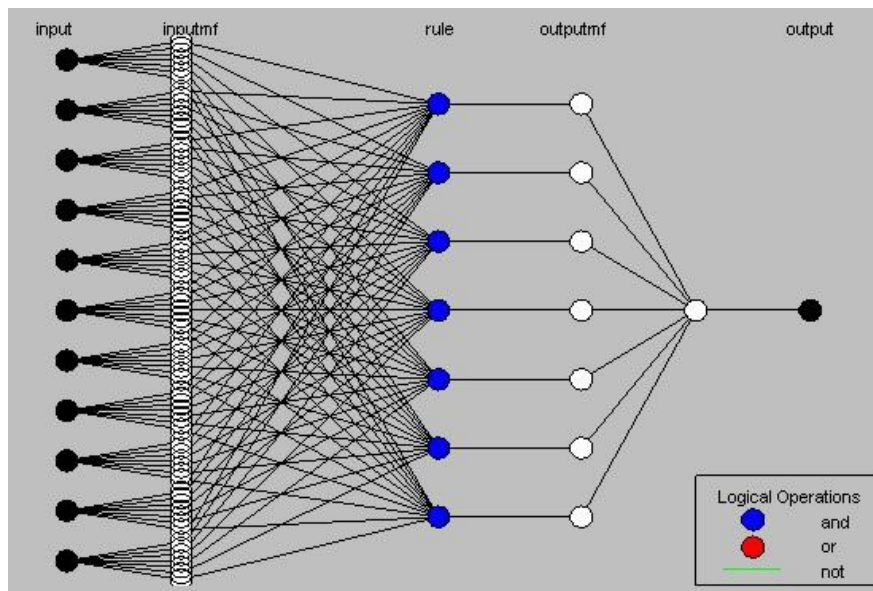 input inputmf rule outputmf output
Logical Operations
and
or
not